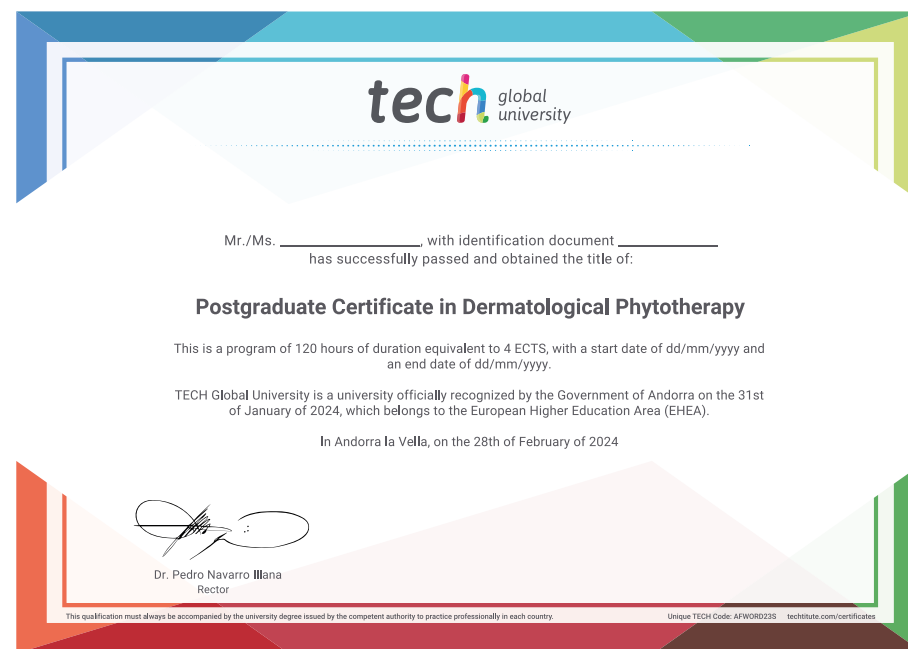 tech global university
Mr./Ms. ____________________, with identification document ______________
has successfully passed and obtained the title of:
Postgraduate Certificate in Dermatological Phytotherapy
This is a program of 120 hours of duration equivalent to 4 ECTS, with a start date of dd/mm/yyyy and
an end date of dd/mm/yyyy.
TECH Global University is a university officially recognized by the Government of Andorra on the 31st
of January of 2024, which belongs to the European Higher Education Area (EHEA).
In Andorra la Vella, on the 28th of February of 2024
Dr. Pedro Navarro Illana
Rector
This qualification must always be accompanied by the university degree issued by the competent authority to practice professionally in each country.
Unique TECH Code: AFWORD23S techtitute.com/certificates